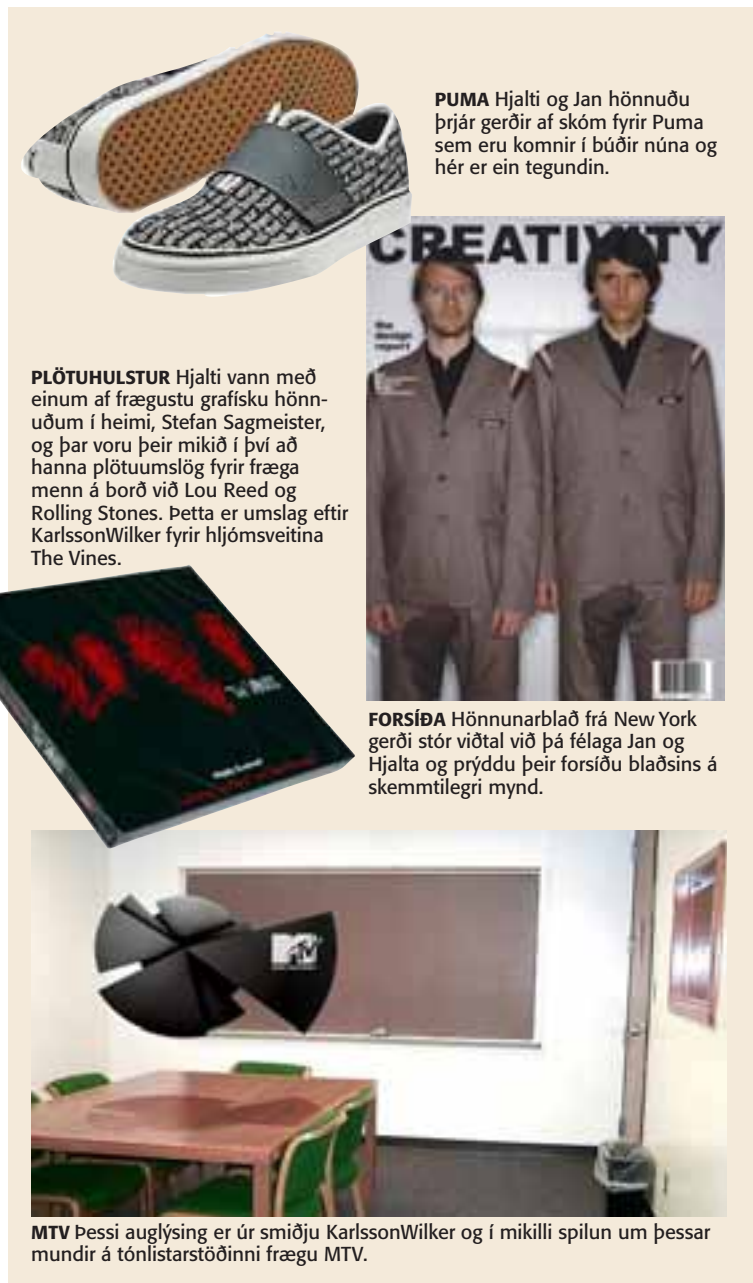 PUMA Hjalti og Jan hönnuðu
þrjár gerðir af skóm fyrir Puma
sem eru komnir í búðir núna og
hér er ein tegundin.
CREATIVITY
the
design
report
PLÖTUHULSTUR Hjalti vann með
einum af frægustu grafísku hönn-
uðum í heimi, Stefan Sagmeister,
og þar voru þeir mikið í því að
hanna plötuumslög fyrir fræga
menn á borð við Lou Reed og
Rolling Stones. Þetta er umslag eftir
KarlssonWilker fyrir hljómsveitina
The Vines.
FORSÍÐA Hönnunarblað frá New York
gerði stór viðtal við þá félaga Jan og
Hjalta og prýddu þeir forsíðu blaðsins á
skemmtilegri mynd.
MTV
MTV Þessi auglýsing er úr smiðju KarlssonWilker og í mikilli spilun um þessar
mundir á tónlistarstöðinni frægu MTV.